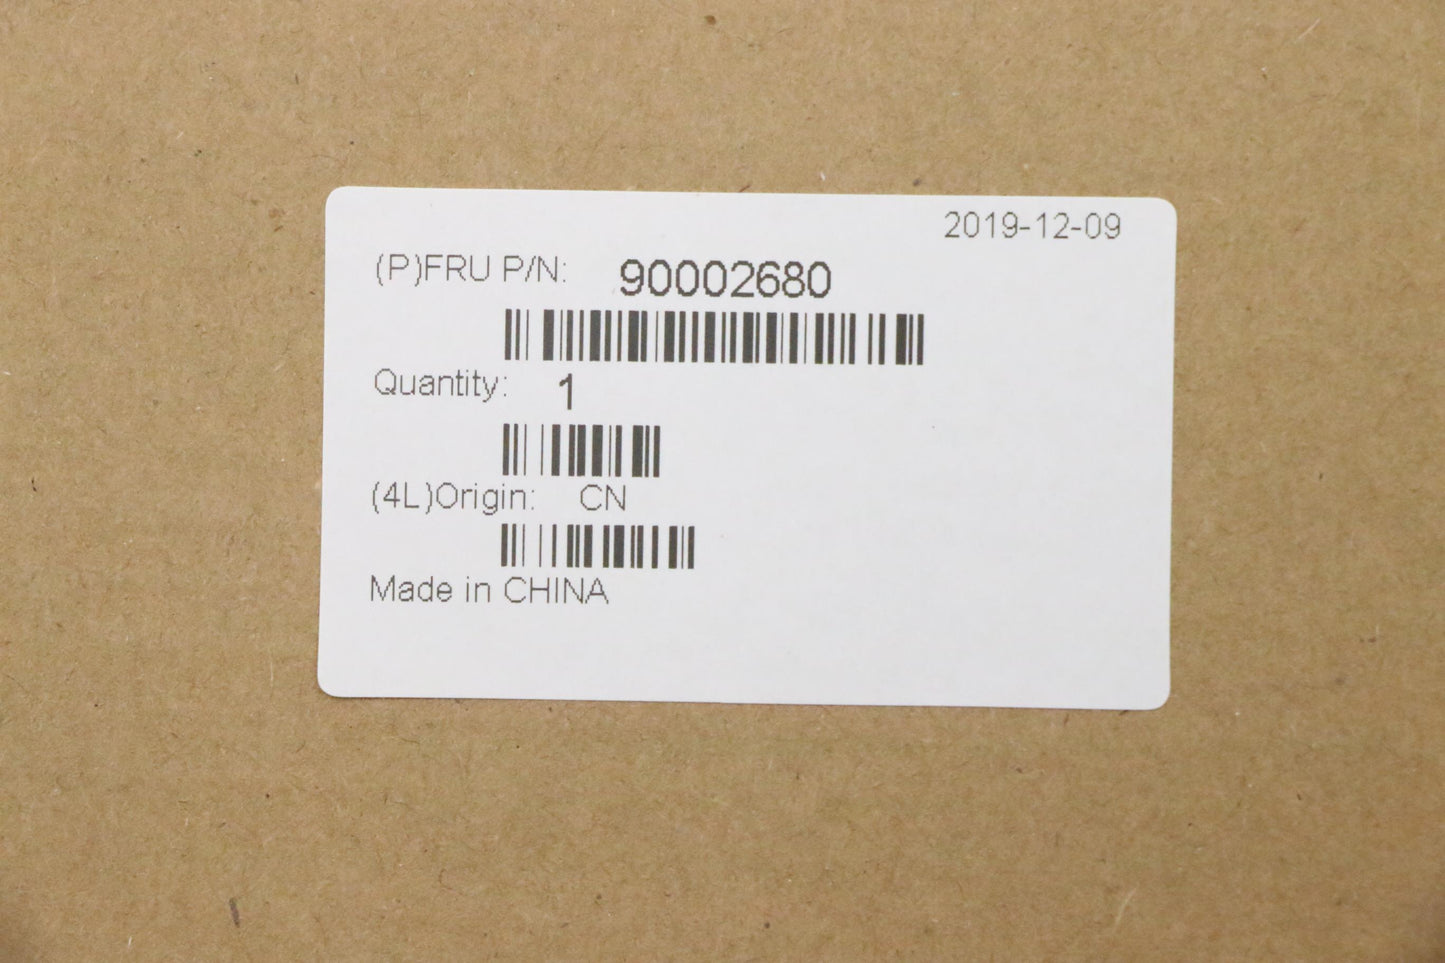 2019-12-09
(P)FRU P/N: 90002680
Quantity: 1
(4L)Origin: CN
Made in CHINA